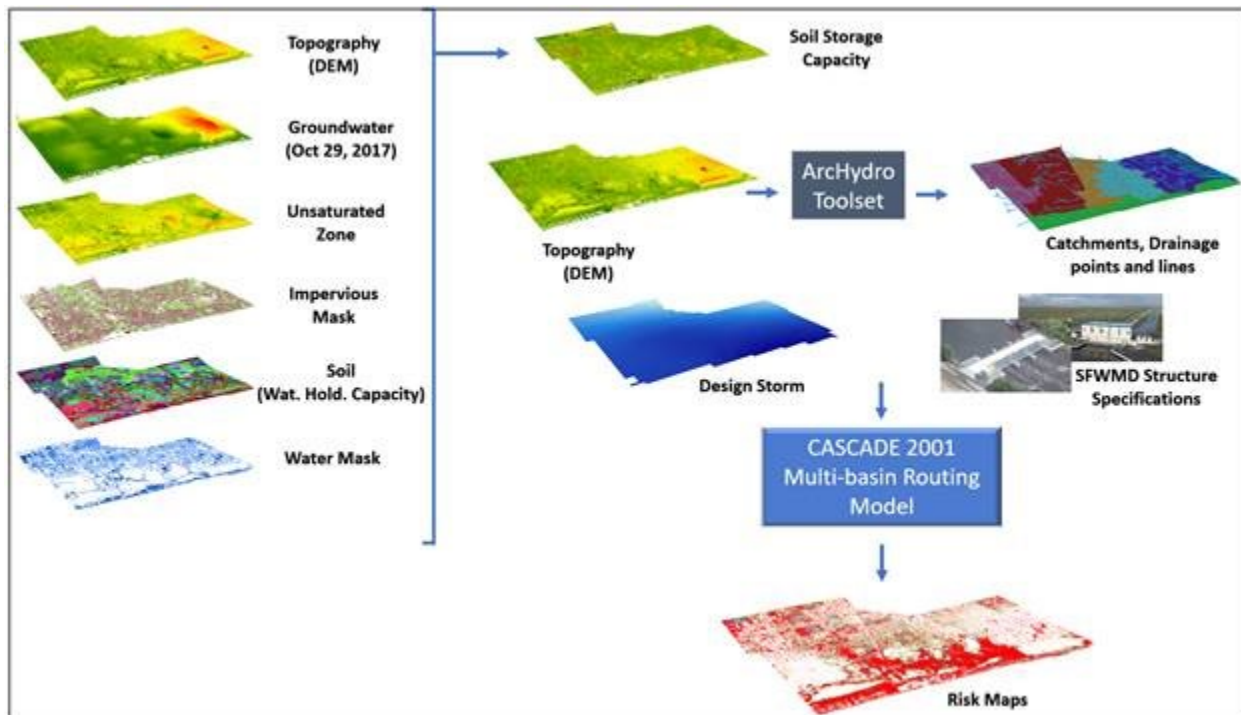 Topography
(DEM)
Groundwater
(Oct 29, 2017)
Unsaturated
Zone
Impervious
Mask
Soil
(Wat. Hold. Capacity)
Water Mask
Soil Storage
Capacity
Topography
(DEM)
ArcHydro
Toolset
Catchments, Drainage
points and lines
Design Storm
SFWMD Structure
Specifications
CASCADE 2001
Multi-basin Routing
Model
Risk Maps